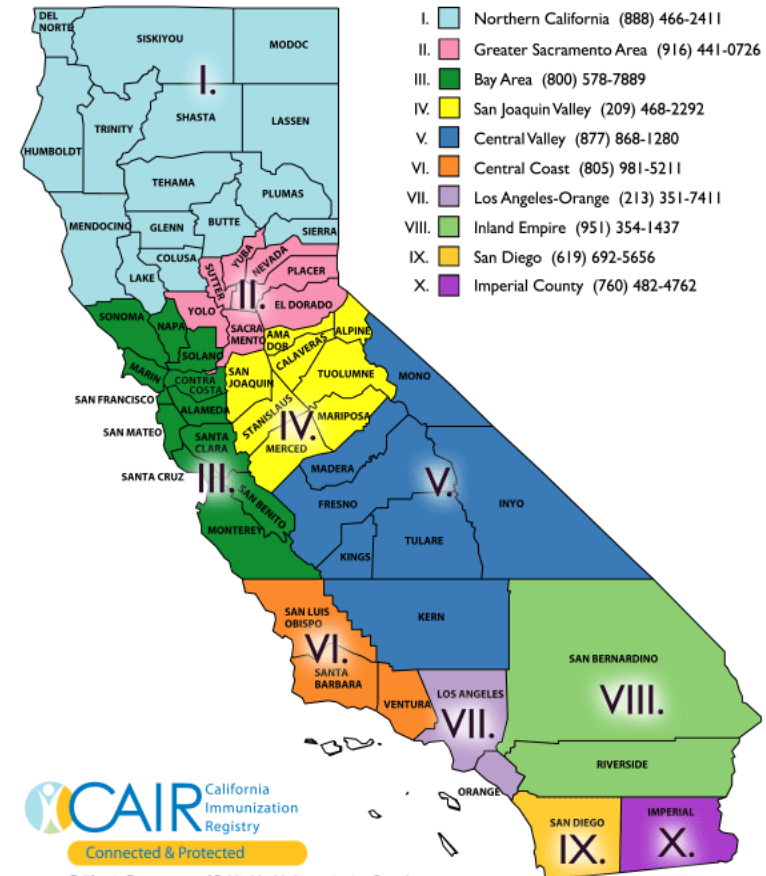 I. Northern California (888) 466-2411
II. Greater Sacramento Area (916) 441-0726
III. Bay Area (800) 578-7889
IV. San Joaquin Valley (209) 468-2292
V. Central Valley (877) 868-1280
VI. Central Coast (805) 981-5211
VII. Los Angeles-Orange (213) 351-7411
VIII. Inland Empire (951) 354-1437
IX. San Diego (619) 692-5656
X. Imperial County (760) 482-4762
DEL
NORTE
SISKIYOU
MODOC
I.
SHASTA
LASSEN
TRINITY
HUMBOLDT
TEHAMA
PLUMAS
MENDOCINO
GLENN
BUTTE
SIERRA
COLUSA
LAKE
YUBA
NEVADA
SUTTER
PLACER
II.
EL DORADO
YOLO
SACRA
MENTO
SONOMA
NAPA
SOLANO
AMA
DOR
ALPINE
CALAVERAS
MARIN
CONTRA
COSTA
SAN
JOAQUIN
TUOLUMNE
MONO
SAN FRANCISCO
ALAMEDA
STANISLAUS
MARIPOSA
IV.
SAN MATEO
SANTA
CLARA
MERCED
SANTA CRUZ
III.
SAN BENITO
MADERA
V.
FRESNO
INYO
MONTEREY
TULARE
KINGS
SAN LUIS
OBISPO
KERN
VI.
SANTA
BARBARA
SAN BERNARDINO
VIII.
VENTURA
LOS ANGELES
VII.
RIVERSIDE
ORANGE
SAN DIEGO
IX.
IMPERIAL
X.
CAIR
California
Immunization
Registry
Connected & Protected